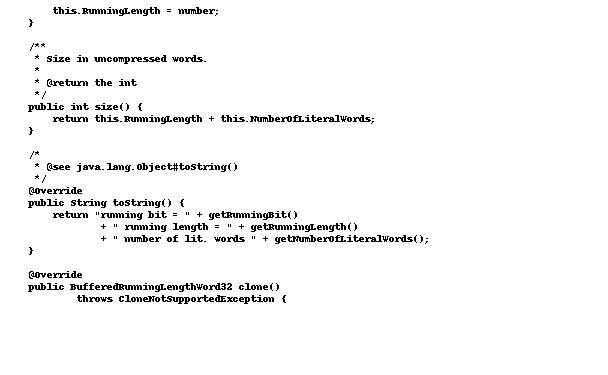 this.RunningLength = number;
}
/**
* Size in uncompressed words.
*
* @return the int
*/
public int size() {
return this.RunningLength + this.NumberOfLiteralWords;
}
/*
* @see java.lang.Object#toString()
*/
@Override
public String toString() {
return "running bit = " + getRunningBit()
+ " running length = " + getRunningLength()
+ " number of lit. words " + getNumberOfLiteralWords();
}
@Override
public BufferedRunningLengthWord32 clone()
throws CloneNotSupportedException {